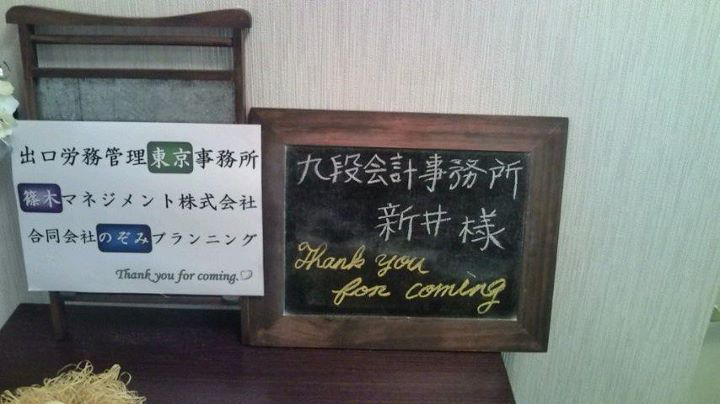 出口労務管理東京事務所
篠木マネジメント株式会社
合同会社のぞみプランニング
Thank you for coming.
九段会計事務所
新井様
Thank you
for coming